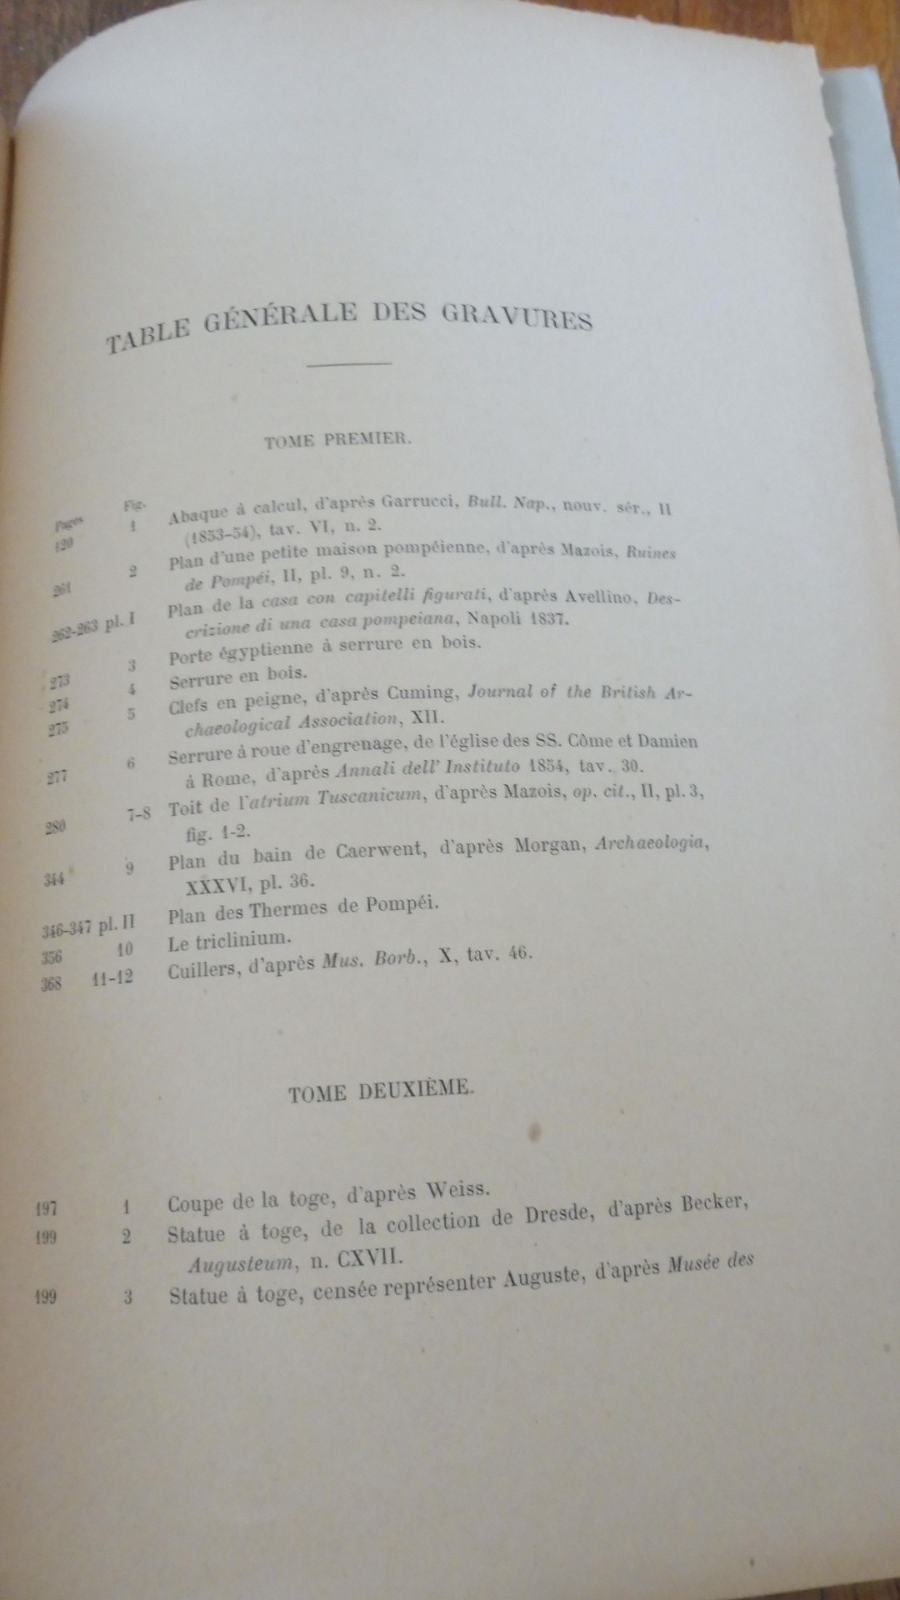 TABLE GÉNÉRALE DES GRAVURES
TOME PREMIER.
Pages Fig.
120 1 Abaque à calcul, d'après Garrucci, Bull. Nap., nouv. sér., II
(1853-54), tav. VI, n. 2.
261 2 Plan d'une petite maison pompéienne, d'après Mazois, Ruines
de Pompéi, II, pl. 9, n. 2.
262-263 pl. I Plan de la casa con capitelli figurati, d'après Avellino, Des-
crizione di una casa pompeiana, Napoli 1837.
273 3 Porte égyptienne à serrure en bois.
274 4 Serrure en bois.
275 5 Clefs en peigne, d'après Cuming, Journal of the British Ar-
chaeological Association, XII.
277 6 Serrure à roue d'engrenage, de l'église des SS. Côme et Damien
à Rome, d'après Annali dell' Instituto 1854, tav. 30.
280 7-8 Toit de l'atrium Tuscanicum, d'après Mazois, op. cit., II, pl. 3,
fig. 1-2.
344 9 Plan du bain de Caerwent, d'après Morgan, Archaeologia,
XXXVI, pl. 36.
346-347 pl. II Plan des Thermes de Pompéi.
356 10 Le triclinium.
368 11-12 Cuillers, d'après Mus. Borb., X, tav. 46.
TOME DEUXIÈME.
197 1 Coupe de la toge, d'après Weiss.
199 2 Statue à toge, de la collection de Dresde, d'après Becker,
Augusteum, n. CXVII.
199 3 Statue à toge, censée représenter Auguste, d'après Musée des